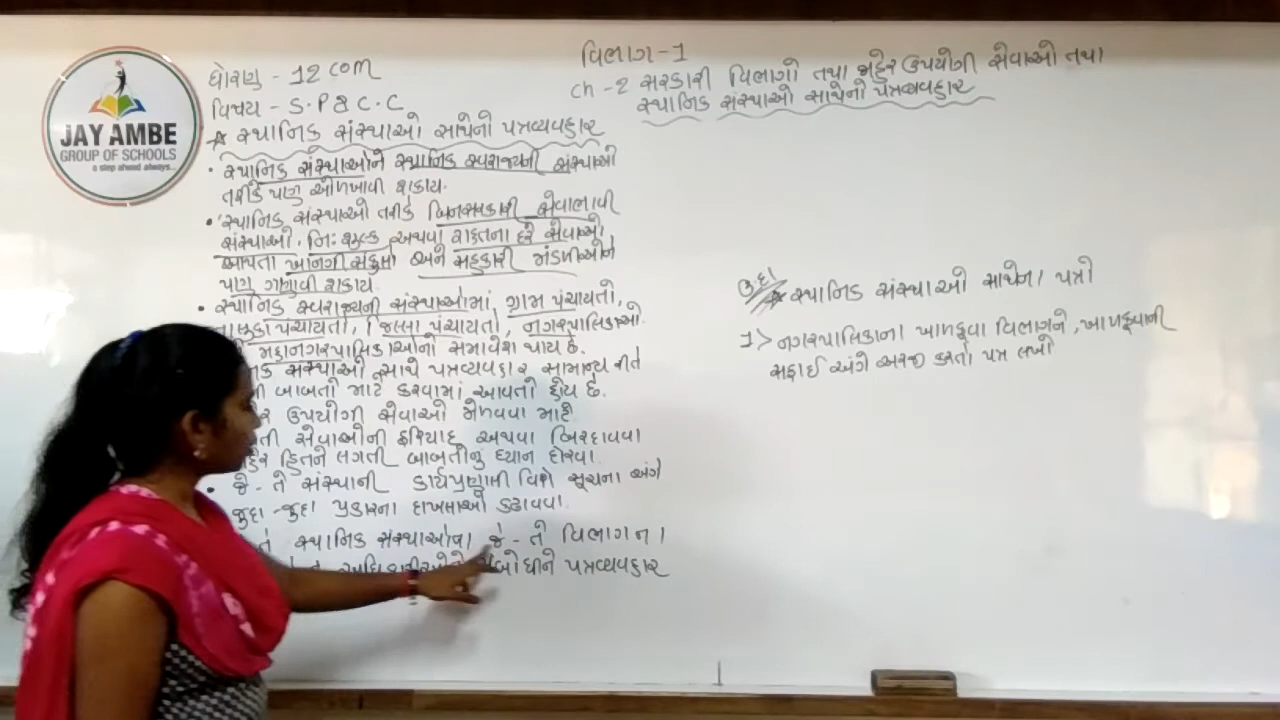 JAY AMBE
GROUP OF SCHOOLS
a step ahead always...
ધોરણ - 12 com
વિષય - S.P & C.C
સ્થાનિક સંસ્થાઓ સાથેનો પત્રવ્યવહાર
• સ્થાનિક સંસ્થાઓને સ્થાનિક સ્વરાજ્યની સંસ્થાઓ
તરીકે પણ ઓળખાવી શકાય.
• સ્થાનિક સંસ્થાઓ તરીકે બિનસરકારી સેવાભાવી
સંસ્થાઓ, નિઃશુલ્ક અથવા રાહતના દરે સેવાઓ
આપતા ખાનગી સંકુલો અને સહકારી મંડળીઓને
પણ ગણાવી શકાય.
• સ્થાનિક સ્વરાજ્યની સંસ્થાઓમાં, ગ્રામ પંચાયતો,
તાલુકા પંચાયતો, જિલ્લા પંચાયતો, નગરપાલિકાઓ
મહાનગરપાલિકાઓનો સમાવેશ થાય છે.
સંસ્થાઓ સાથે પત્રવ્યવહાર સામાન્ય રીતે
બાબતો માટે કરવામાં આવતો હોય છે.
ઉપયોગી સેવાઓ મેળવવા માટે
સેવાઓની ફરિયાદ અથવા બિરદાવવા
હિતને લગતી બાબતોનું ધ્યાન દોરવા
• જે - તે સંસ્થાની કાર્યપ્રણાલી વિશે સૂચના અંગે
જુદા - જુદા પ્રકારના દાખલાઓ કઢાવવા.
સ્થાનિક સંસ્થાઓના જે - તે વિભાગના
સંબોધીને પત્રવ્યવહાર
વિભાગ - 1
Ch - 2 સરકારી વિભાગો તથા જાહેર ઉપયોગી સેવાઓ તથા
સ્થાનિક સંસ્થાઓ સાથેનો પત્રવ્યવહાર
સ્થાનિક સંસ્થાઓ સાથેના પત્રો
1> નગરપાલિકાના ખાળકૂવા વિભાગને, ખાળકૂવાની
સફાઈ અંગે અરજી કરતો પત્ર લખો